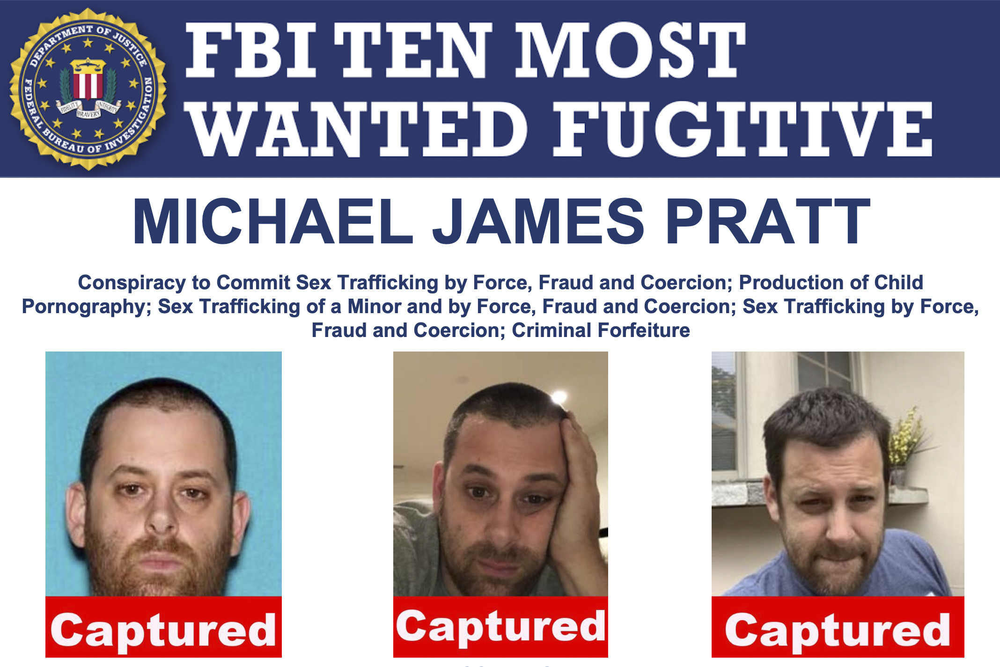 DEPARTMENT OF JUSTICE
FEDERAL BUREAU OF INVESTIGATION
FIDELITY BRAVERY INTEGRITY
FBI TEN MOST
WANTED FUGITIVE
MICHAEL JAMES PRATT
Conspiracy to Commit Sex Trafficking by Force, Fraud and Coercion; Production of Child
Pornography; Sex Trafficking of a Minor and by Force, Fraud and Coercion; Sex Trafficking by Force,
Fraud and Coercion; Criminal Forfeiture
Captured
Captured
Captured